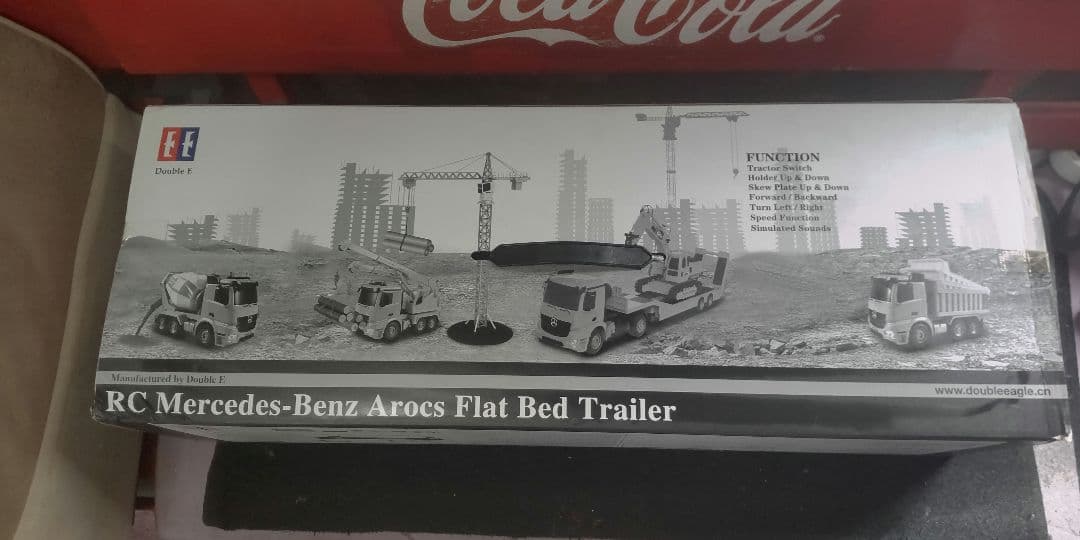 Coca Cola
Double E
FUNCTION
Tractor Switch
Holder Up & Down
Skew Plate Up & Down
Forward / Backward
Turn Left / Right
Speed Function
Simulated Sounds
Manufactured by Double E
www.doubleeagle.cn
RC Mercedes-Benz Arocs Flat Bed Trailer